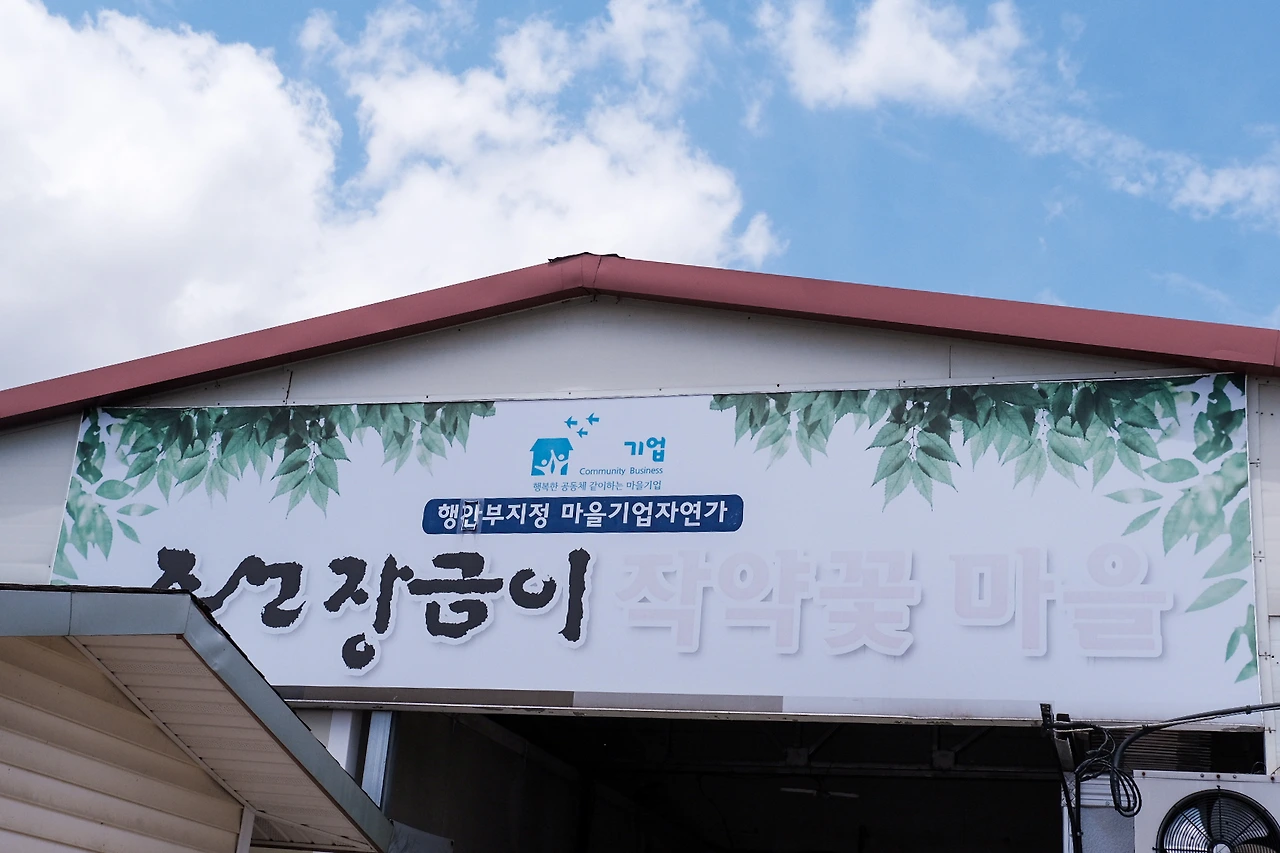 기업
Community Business
행복한 공동체 같이하는 마을기업
행안부지정 마을기업자연가
조선장금이 작약꽃 마을